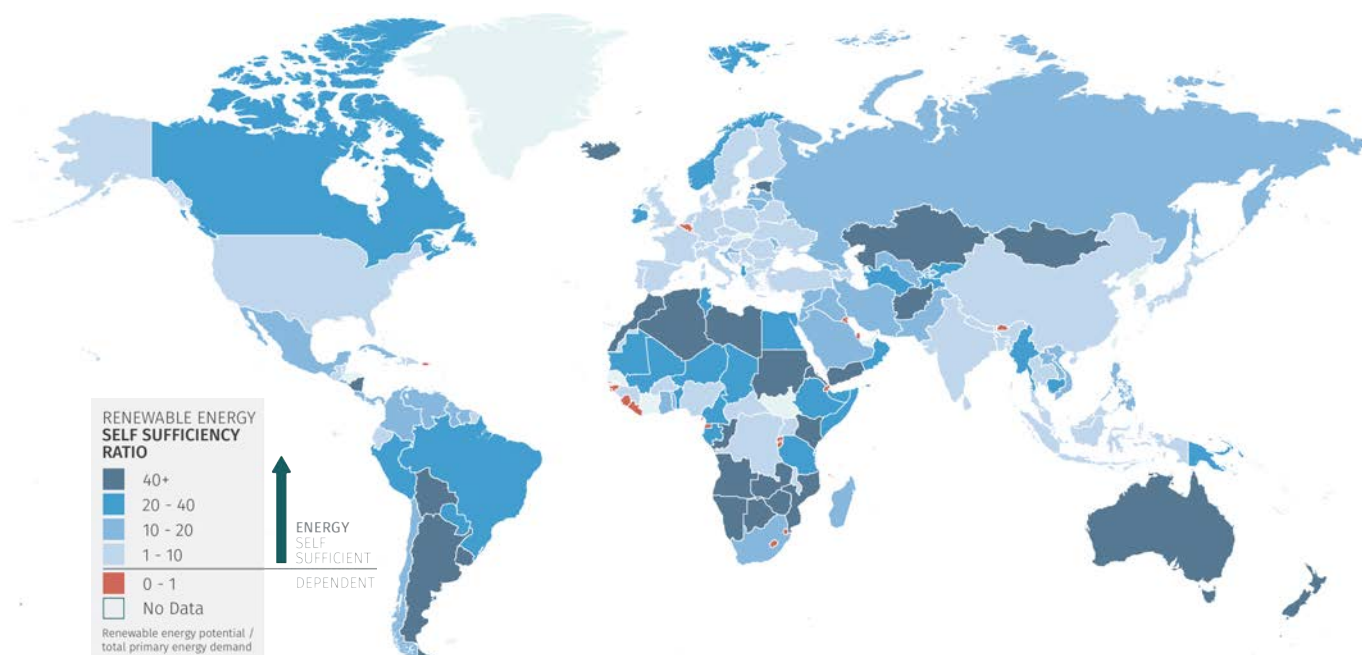 RENEWABLE ENERGY
SELF SUFFICIENCY
RATIO
40+
20 - 40
10 - 20
1 - 10
0 - 1
No Data
Renewable energy potential /
total primary energy demand
ENERGY
SELF
SUFFICIENT
DEPENDENT